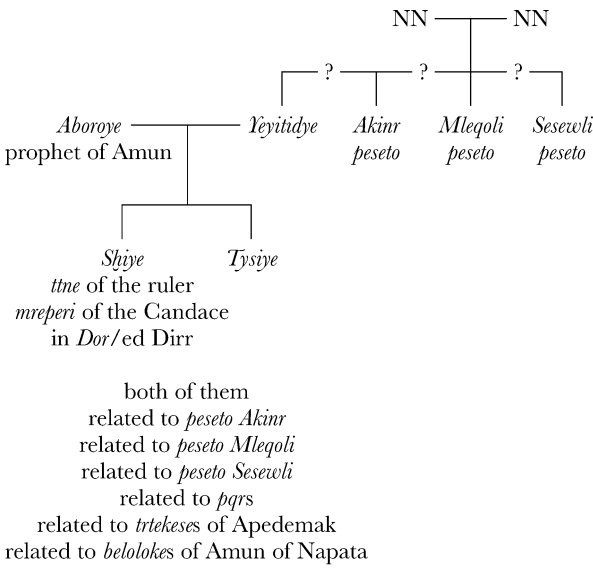 NN NN
? ? ?
Aboroye Yeyitidye Akinr Mleqoli Sesewli
prophet of Amun peseto peseto peseto
Shiye Tysiye
ttne of the ruler
mreperi of the Candace
in Dor/ed Dirr
both of them
related to peseto Akinr
related to peseto Mleqoli
related to peseto Sesewli
related to pqrs
related to trtekeses of Apedemak
related to belolokes of Amun of Napata